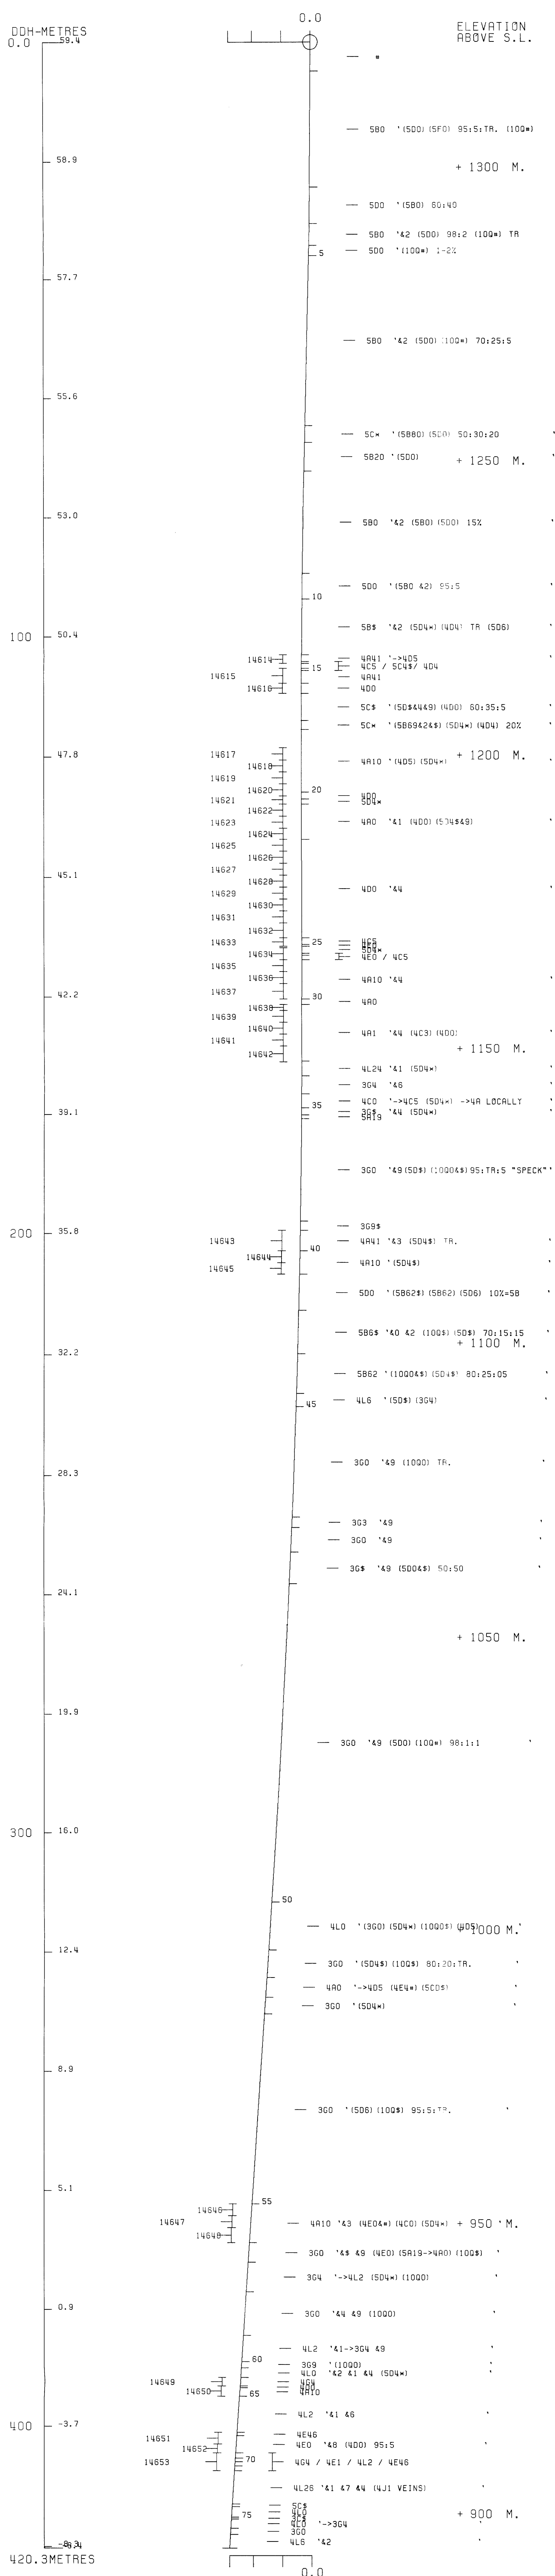 0.0
DDH-METRES
ELEVATION
ABOVE S.L.
0.0
59.4
5B0 '(5D0)(5F0) 95:5:TR. (10Q*)
58.9
+ 1300 M.
5D0 '(5B0) 60:40
5B0 '&2 (5D0) 98:2 (10Q*) TR
5
5D0 '(10Q*) 1-2%
57.7
5B0 '&2 (5D0)(10Q*) 70:25:5
55.6
5C* '(5B80)(5D0) 50:30:20
5B20 '(5D0)
+ 1250 M.
53.0
5B0 '&2 (5B0)(5D0) 15%
5D0 '(5B0 &2) 95:5
10
100
50.4
5B$ '&2 (5D4*)(4D4) TR (5D6)
14614
4A41 '->4D5
4C5 / 5C4$/ 4D4
15
14615
4A41
14616
4D0
5C$ '(5D$&4&9)(4D0) 60:35:5
5C* '(5B69&2&$)(5D4*)(4D4) 20%
47.8
+ 1200 M.
14617
4A10 '(4D5)(5D4*)
14618
14619
14620
20
14621
4D0
5D4*
14622
14623
4A0 '&1 (4D0)(5D4$&9)
14624
14625
45.1
14626
14627
14628
4D0 '&4
14629
14630
14631
14632
14633
25
4C5
4E0
5D4*
14634
4E0 / 4C5
14635
14636
4A10 '&4
14637
42.2
30
4A0
14638
14639
14640
4A1 '&4 (4C3)(4D0)
14641
+ 1150 M.
14642
4L24 '&1 (5D4*)
3G4 '&6
35
4C0 '->4C5 (5D4*) ->4A LOCALLY
39.1
3G$ '&4 (5D4*)
5A19
3G0 '&9(5D$)(10Q0&$)95:TR:5 "SPECK"
3G9$
200
35.8
14643
4A41 '&3 (5D4$) TR.
40
14644
4A10 '(5D4$)
14645
5D0 '(5B62$)(5B62)(5D6) 10%=5B
5B6$ '&0 &2 (10Q$)(5D$) 70:15:15
+ 1100 M.
32.2
5B62 '(10Q0&$)(5D4$) 80:25:05
4L6 '(5D$)(3G4)
45
3G0 '&49 (10Q0) TR.
28.3
3G3 '&49
3G0 '&49
3G$ '&49 (5D0&$) 50:50
24.1
+ 1050 M.
19.9
3G0 '&49 (5D0)(10Q*) 98:1:1
300
16.0
50
4L0 '(3G0)(5D4*)(10Q0$)(4D5)
+ 1000 M.
12.4
3G0 '(5D4$)(10Q$) 80:20:TR.
4A0 '->4D5 (4E4*)(5CD$)
3G0 '(5D4*)
8.9
3G0 '(5D6)(10Q$) 95:5:TR.
5.1
55
14646
14647
4A10 '&3 (4E0&*)(4C0)(5D4*)
+ 950 M.
14648
3G0 '&$ &9 (4E0)(5A19->4A0)(10Q$)
3G4 '->4L2 (5D4*)(10Q0)
0.9
3G0 '&4 &9 (10Q0)
4L2 '&1->3G4 &9
60
3G9 '(10Q0)
4L0 '&2 &1 &4 (5D4*)
14649
4G4
4D0
14650
4A10
65
4L2 '&1 &6
400
-3.7
14651
4E46
14652
4E0 '&8 (4D0) 95:5
14653
70
4G4 / 4E1 / 4L2 / 4E46
4L26 '&1 &7 &4 (4J1 VEINS)
5C$
4L0
75
3C$
+ 900 M.
4L0 '->3G4
3G0
4L6 '&2
420.3METRES
0.0